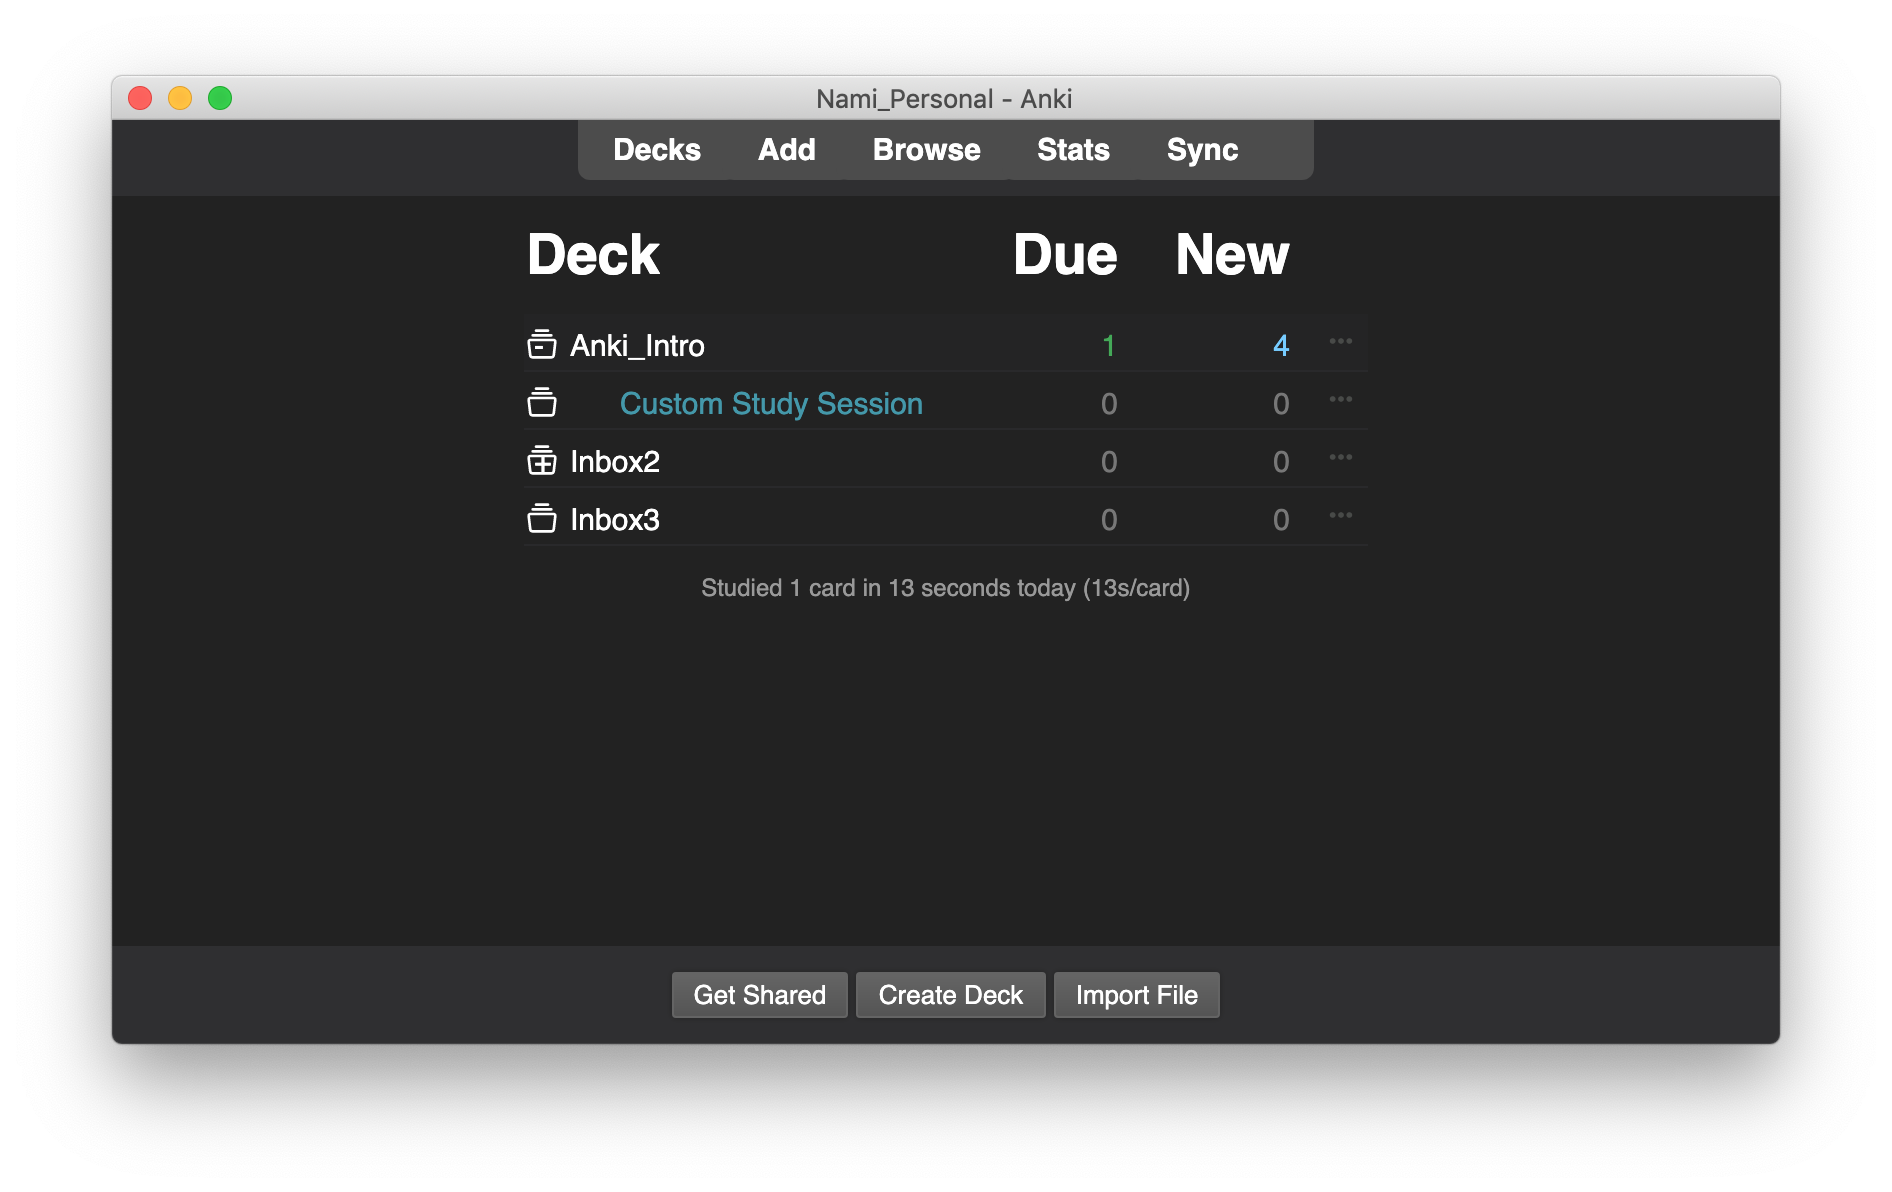 Nami_Personal - Anki
Decks Add Browse Stats Sync
Deck Due New
Anki_Intro 1 4
Custom Study Session 0 0
Inbox2 0 0
Inbox3 0 0
Studied 1 card in 13 seconds today (13s/card)
Get Shared Create Deck Import File